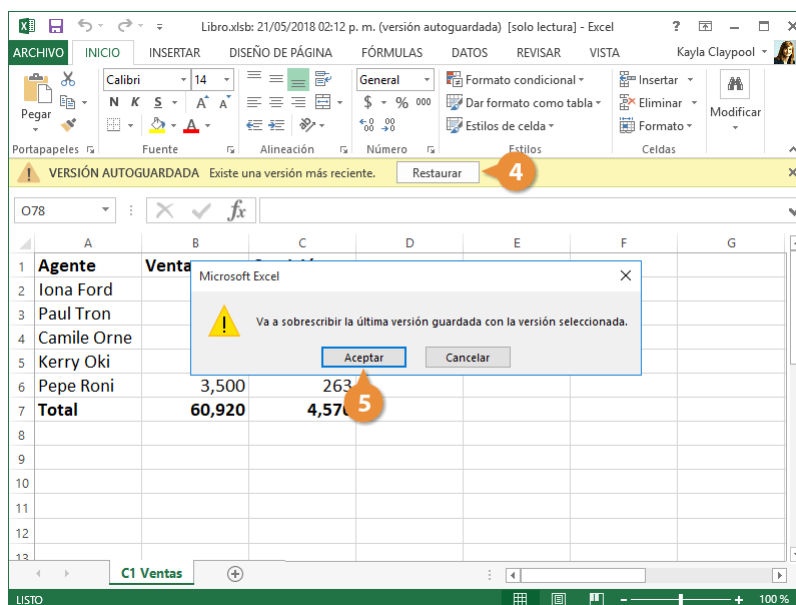 Libro.xlsb: 21/05/2018 02:12 p. m. (versión autoguardada) [solo lectura] - Excel ?
ARCHIVO INICIO INSERTAR DISEÑO DE PÁGINA FÓRMULAS DATOS REVISAR VISTA Kayla Claypool
Calibri 14 General Formato condicional Insertar
N K S A A $ % 000 Dar formato como tabla Eliminar
Pegar Estilos de celda Formato Modificar
Portapapeles Fuente Alineación Número Estilos Celdas
! VERSIÓN AUTOGUARDADA Existe una versión más reciente. Restaurar 4
O78 fx
A B C D E F G
1 Agente
Microsoft Excel
2 Iona Ford
3 Paul Tron
! Va a sobrescribir la última versión guardada con la versión seleccionada.
4 Camile Orne
Aceptar Cancelar
5 Kerry Oki
6 Pepe Roni 3,500 263
5
7 Total 60,920
8
9
10
11
12
13
C1 Ventas
LISTO 100 %